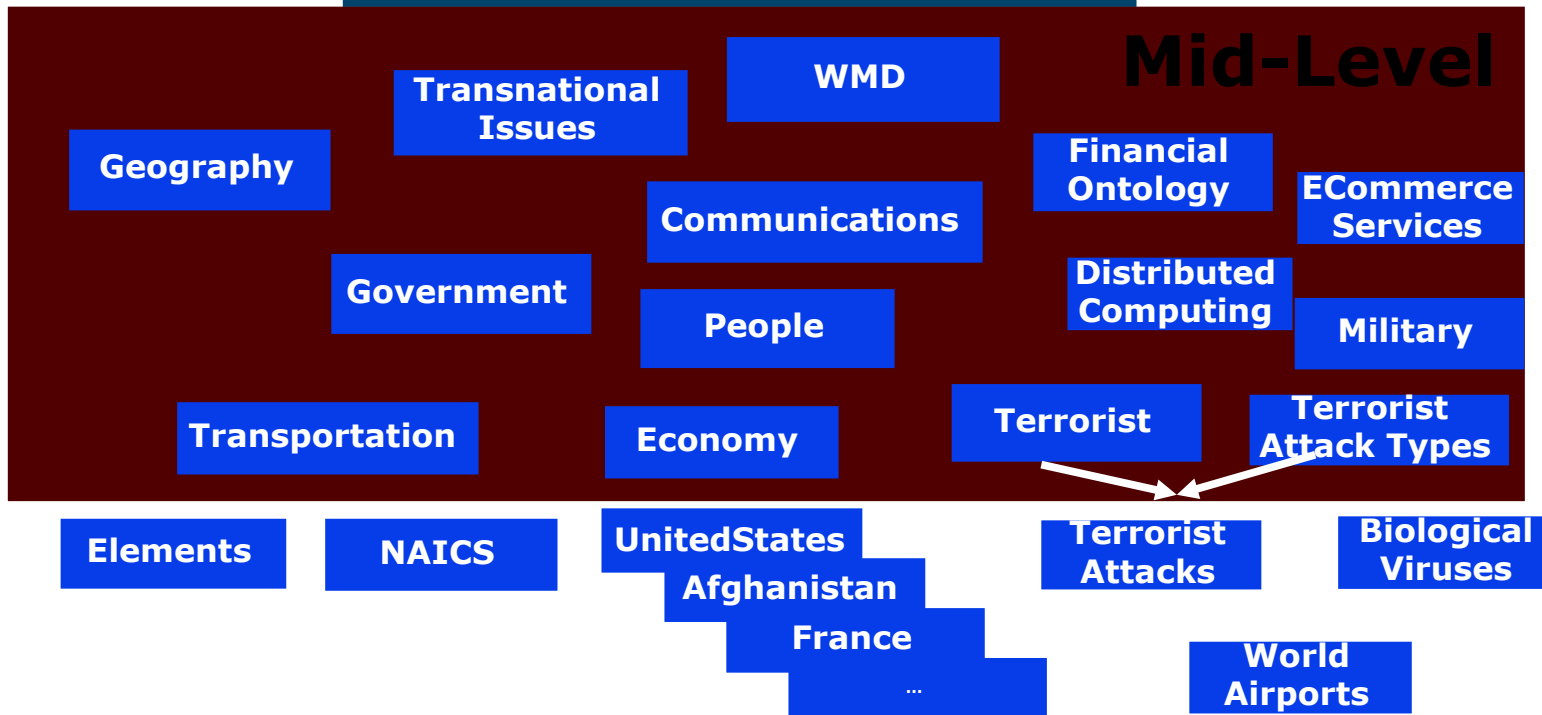 Mid-Level
WMD
Transnational
Issues
Geography
Financial
Ontology
ECommerce
Services
Communications
Government
Distributed
Computing
People
Military
Transportation
Economy
Terrorist
Terrorist
Attack Types
Elements
NAICS
UnitedStates
Afghanistan
France
...
Terrorist
Attacks
Biological
Viruses
World
Airports